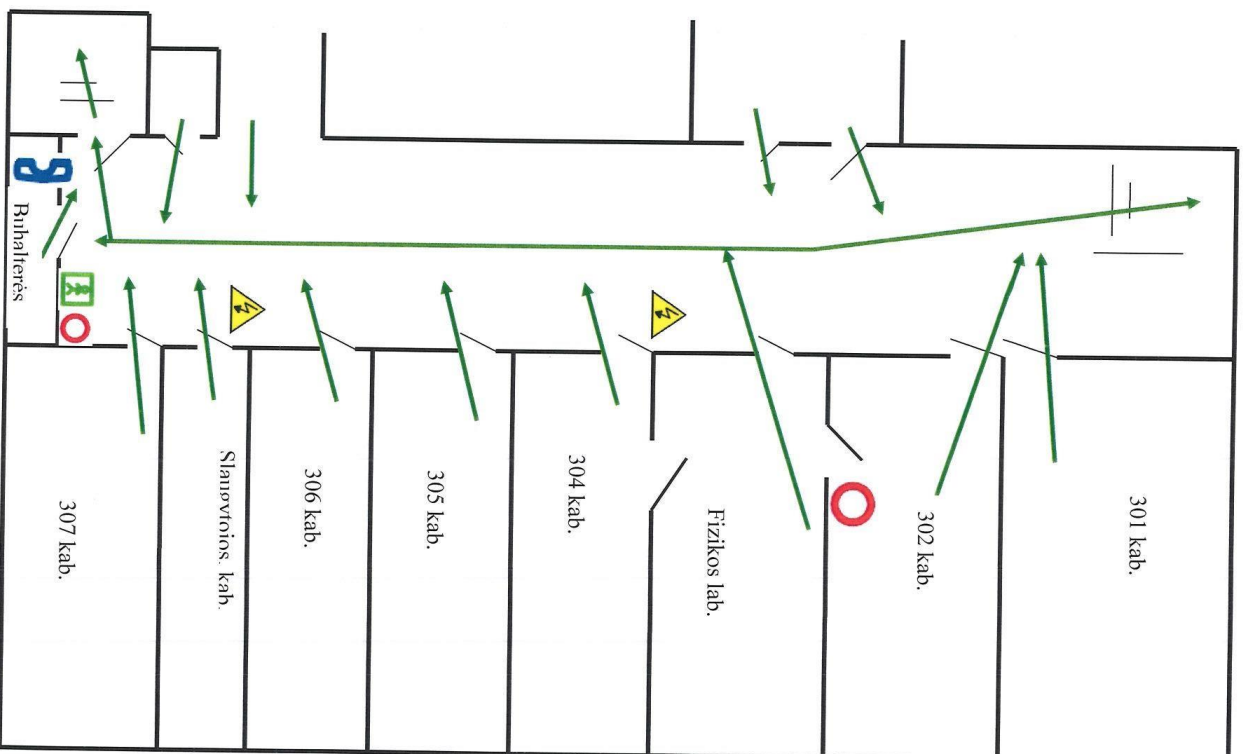 301 kab.
302 kab.
Fizikos lab.
304 kab.
305 kab.
306 kab.
Slaugytojos. kab.
307 kab.
Buhalterės